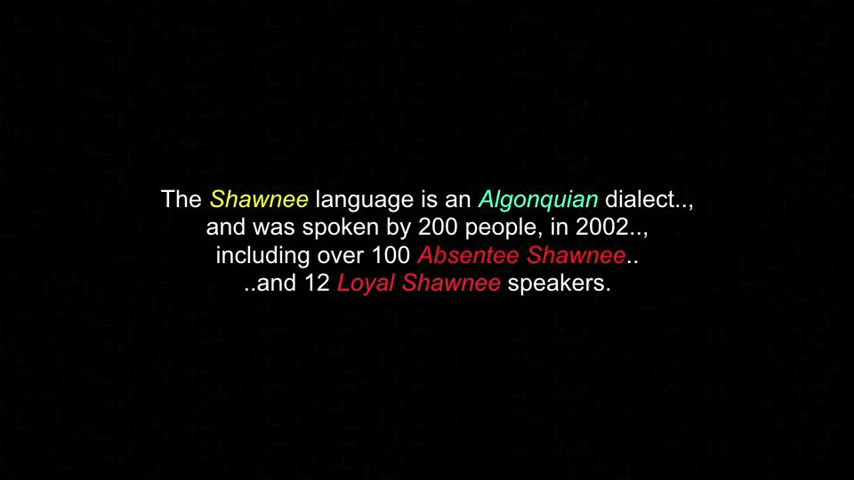 The Shawnee language is an Algonquian dialect..,
and was spoken by 200 people, in 2002..,
including over 100 Absentee Shawnee..
..and 12 Loyal Shawnee speakers.